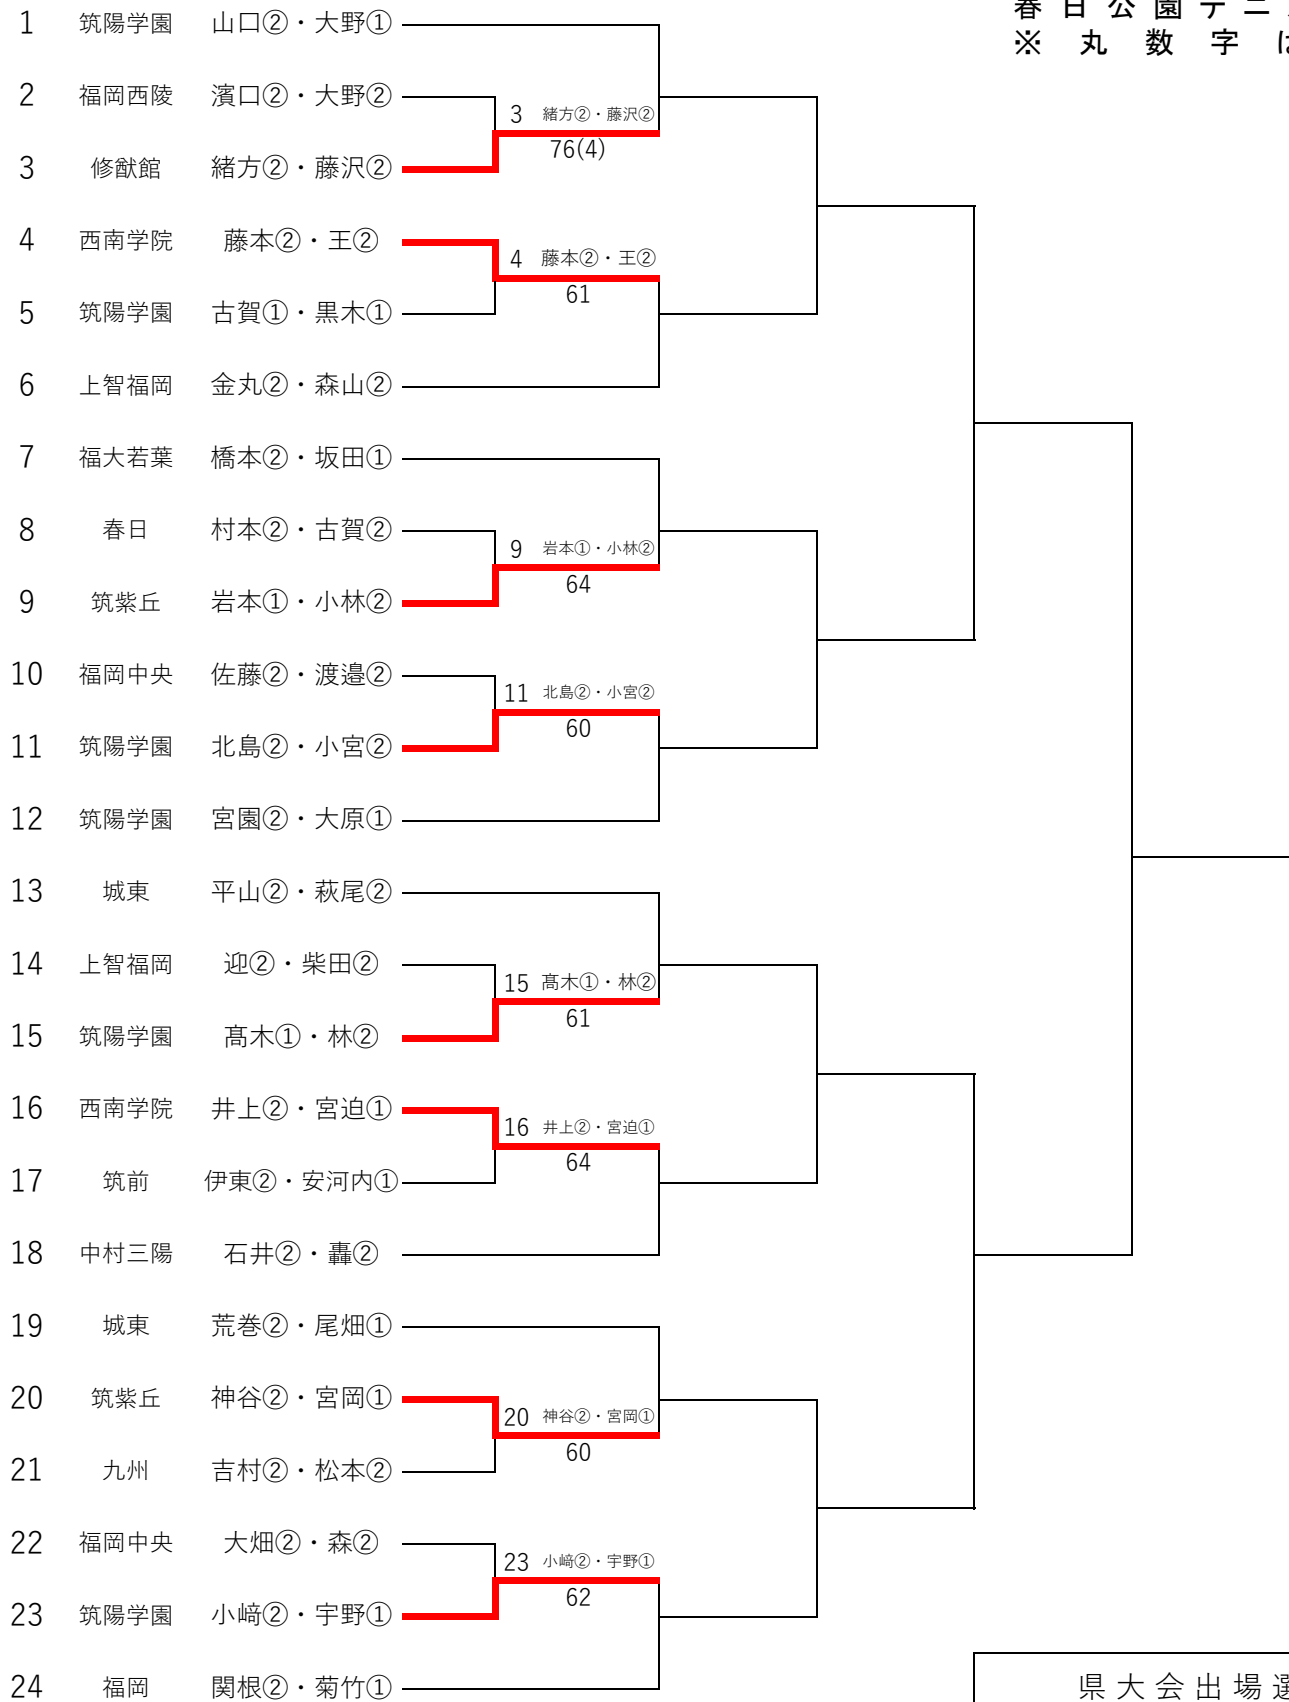 春日公園テニ
※丸数字は
1 筑陽学園 山口②・大野①
2 福岡西陵 濱口②・大野②
3 緒方②・藤沢②
76(4)
3 修猷館 緒方②・藤沢②
4 西南学院 藤本②・王②
4 藤本②・王②
61
5 筑陽学園 古賀①・黒木①
6 上智福岡 金丸②・森山②
7 福大若葉 橋本②・坂田①
8 春日 村本②・古賀②
9 岩本①・小林②
64
9 筑紫丘 岩本①・小林②
10 福岡中央 佐藤②・渡邉②
11 北島②・小宮②
60
11 筑陽学園 北島②・小宮②
12 筑陽学園 宮園②・大原①
13 城東 平山②・萩尾②
14 上智福岡 迎②・柴田②
15 髙木①・林②
61
15 筑陽学園 髙木①・林②
16 西南学院 井上②・宮迫①
16 井上②・宮迫①
64
17 筑前 伊東②・安河内①
18 中村三陽 石井②・轟②
19 城東 荒巻②・尾畑①
20 筑紫丘 神谷②・宮岡①
20 神谷②・宮岡①
60
21 九州 吉村②・松本②
22 福岡中央 大畑②・森②
23 小﨑②・宇野①
62
23 筑陽学園 小﨑②・宇野①
24 福岡 関根②・菊竹①
県大会出場選